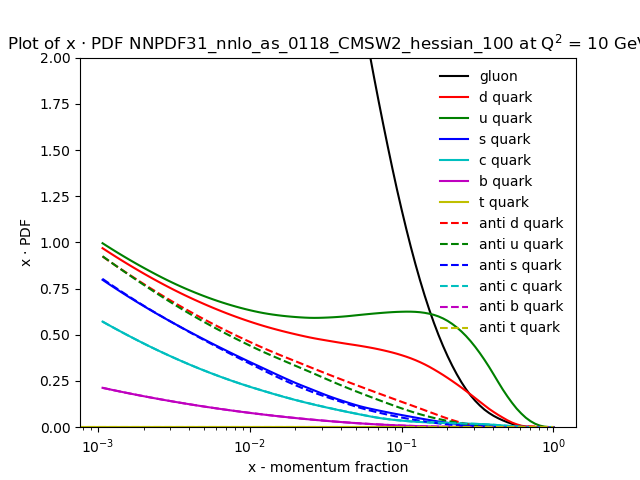 Plot of x · PDF NNPDF31_nnlo_as_0118_CMSW2_hessian_100 at Q² = 10 GeV
2.00
1.75
1.50
1.25
1.00
0.75
0.50
0.25
0.00
x · PDF
gluon
d quark
u quark
s quark
c quark
b quark
t quark
anti d quark
anti u quark
anti s quark
anti c quark
anti b quark
anti t quark
10⁻³ 10⁻² 10⁻¹ 10⁰
x - momentum fraction